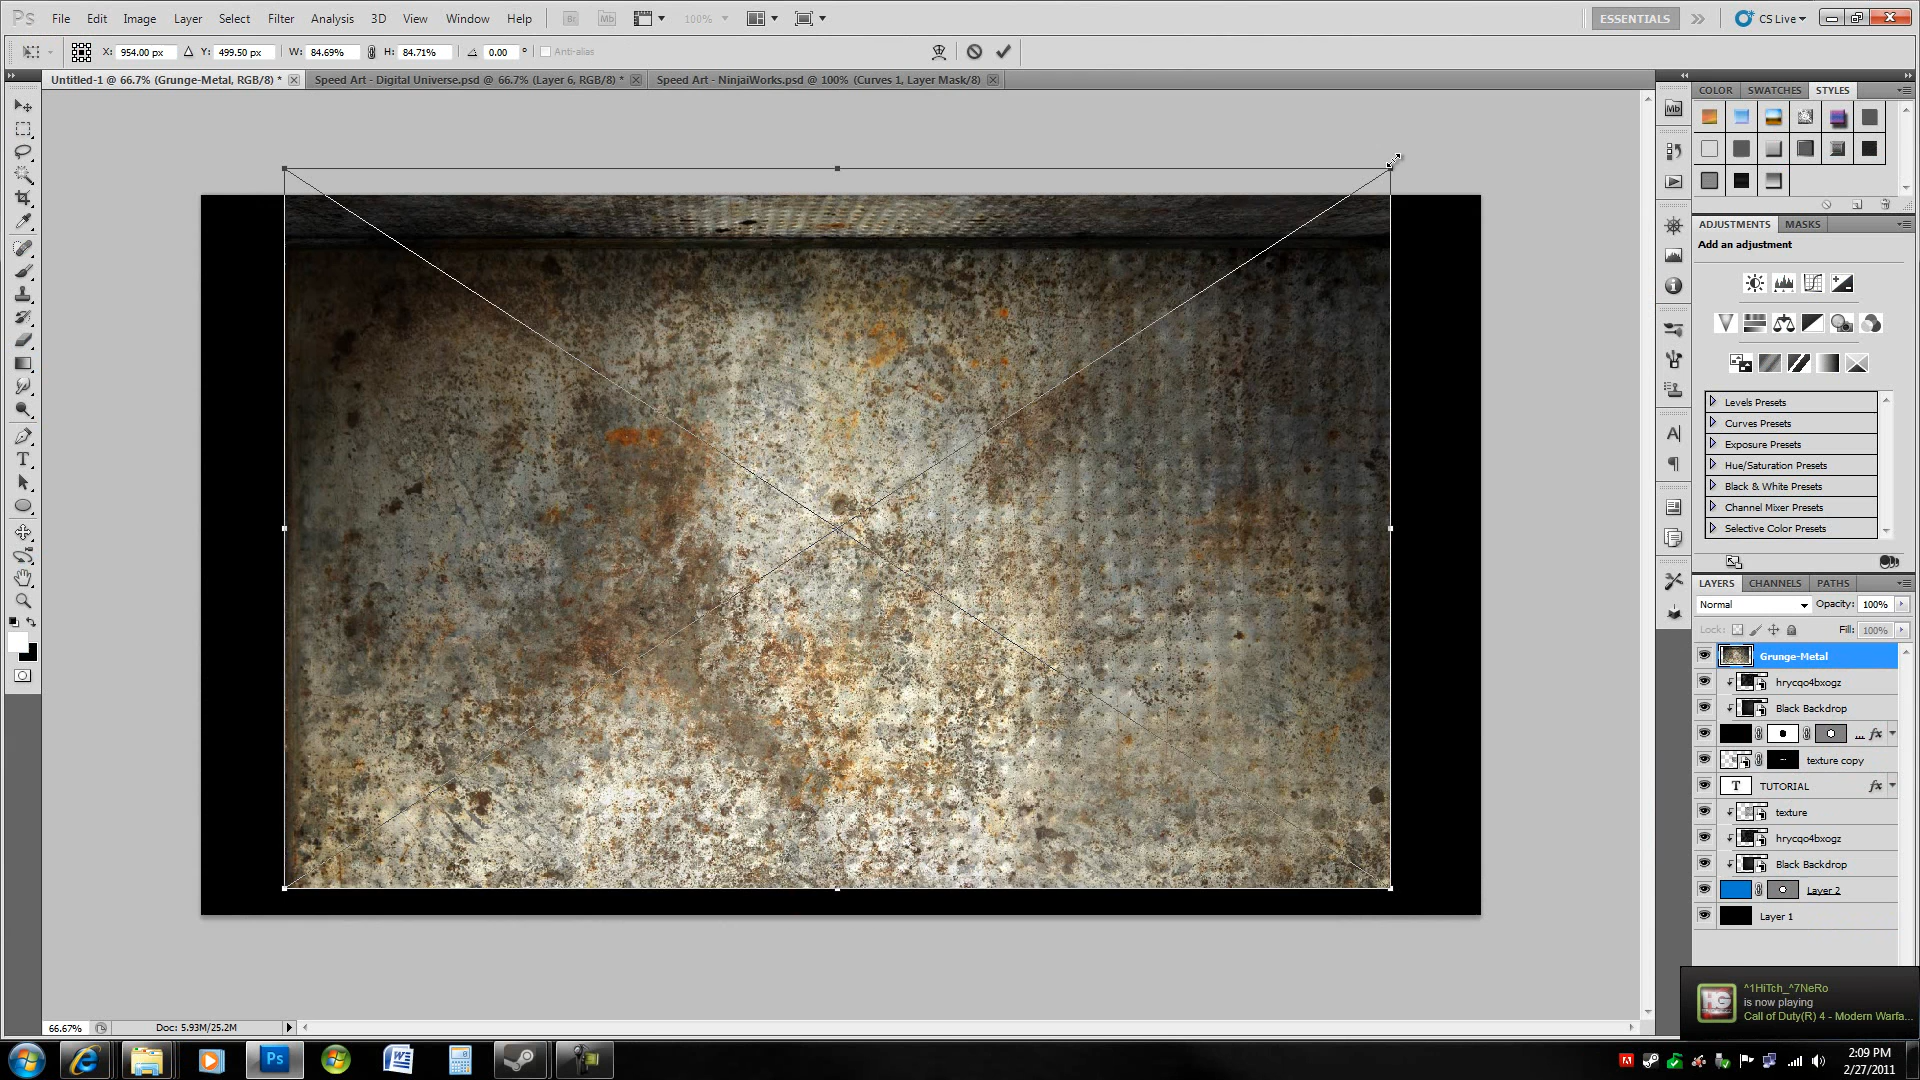 Ps File Edit Image Layer Select Filter Analysis 3D View Window Help Br Mb 100% ESSENTIALS CS Live
X: 954.00 px Y: 499.50 px W: 84.69% H: 84.71% 0.00 ° Anti-alias
Untitled-1 @ 66.7% (Grunge-Metal, RGB/8) * Speed Art - Digital Universe.psd @ 66.7% (Layer 6, RGB/8) * Speed Art - NinjaiWorks.psd @ 100% (Curves 1, Layer Mask/8)
COLOR SWATCHES STYLES
Mb
ADJUSTMENTS MASKS
Add an adjustment
Levels Presets
Curves Presets
Exposure Presets
Hue/Saturation Presets
Black & White Presets
Channel Mixer Presets
Selective Color Presets
LAYERS CHANNELS PATHS
Normal Opacity: 100%
Lock: Fill: 100%
Grunge-Metal
hrycqo4bxogz
Black Backdrop
... fx
texture copy
T TUTORIAL fx
texture
hrycqo4bxogz
Black Backdrop
Layer 2
Layer 1
^1HiTch_^7NeRo
is now playing
Call of Duty(R) 4 - Modern Warfa...
66.67% Doc: 5.93M/25.2M
Ps
2:09 PM
2/27/2011